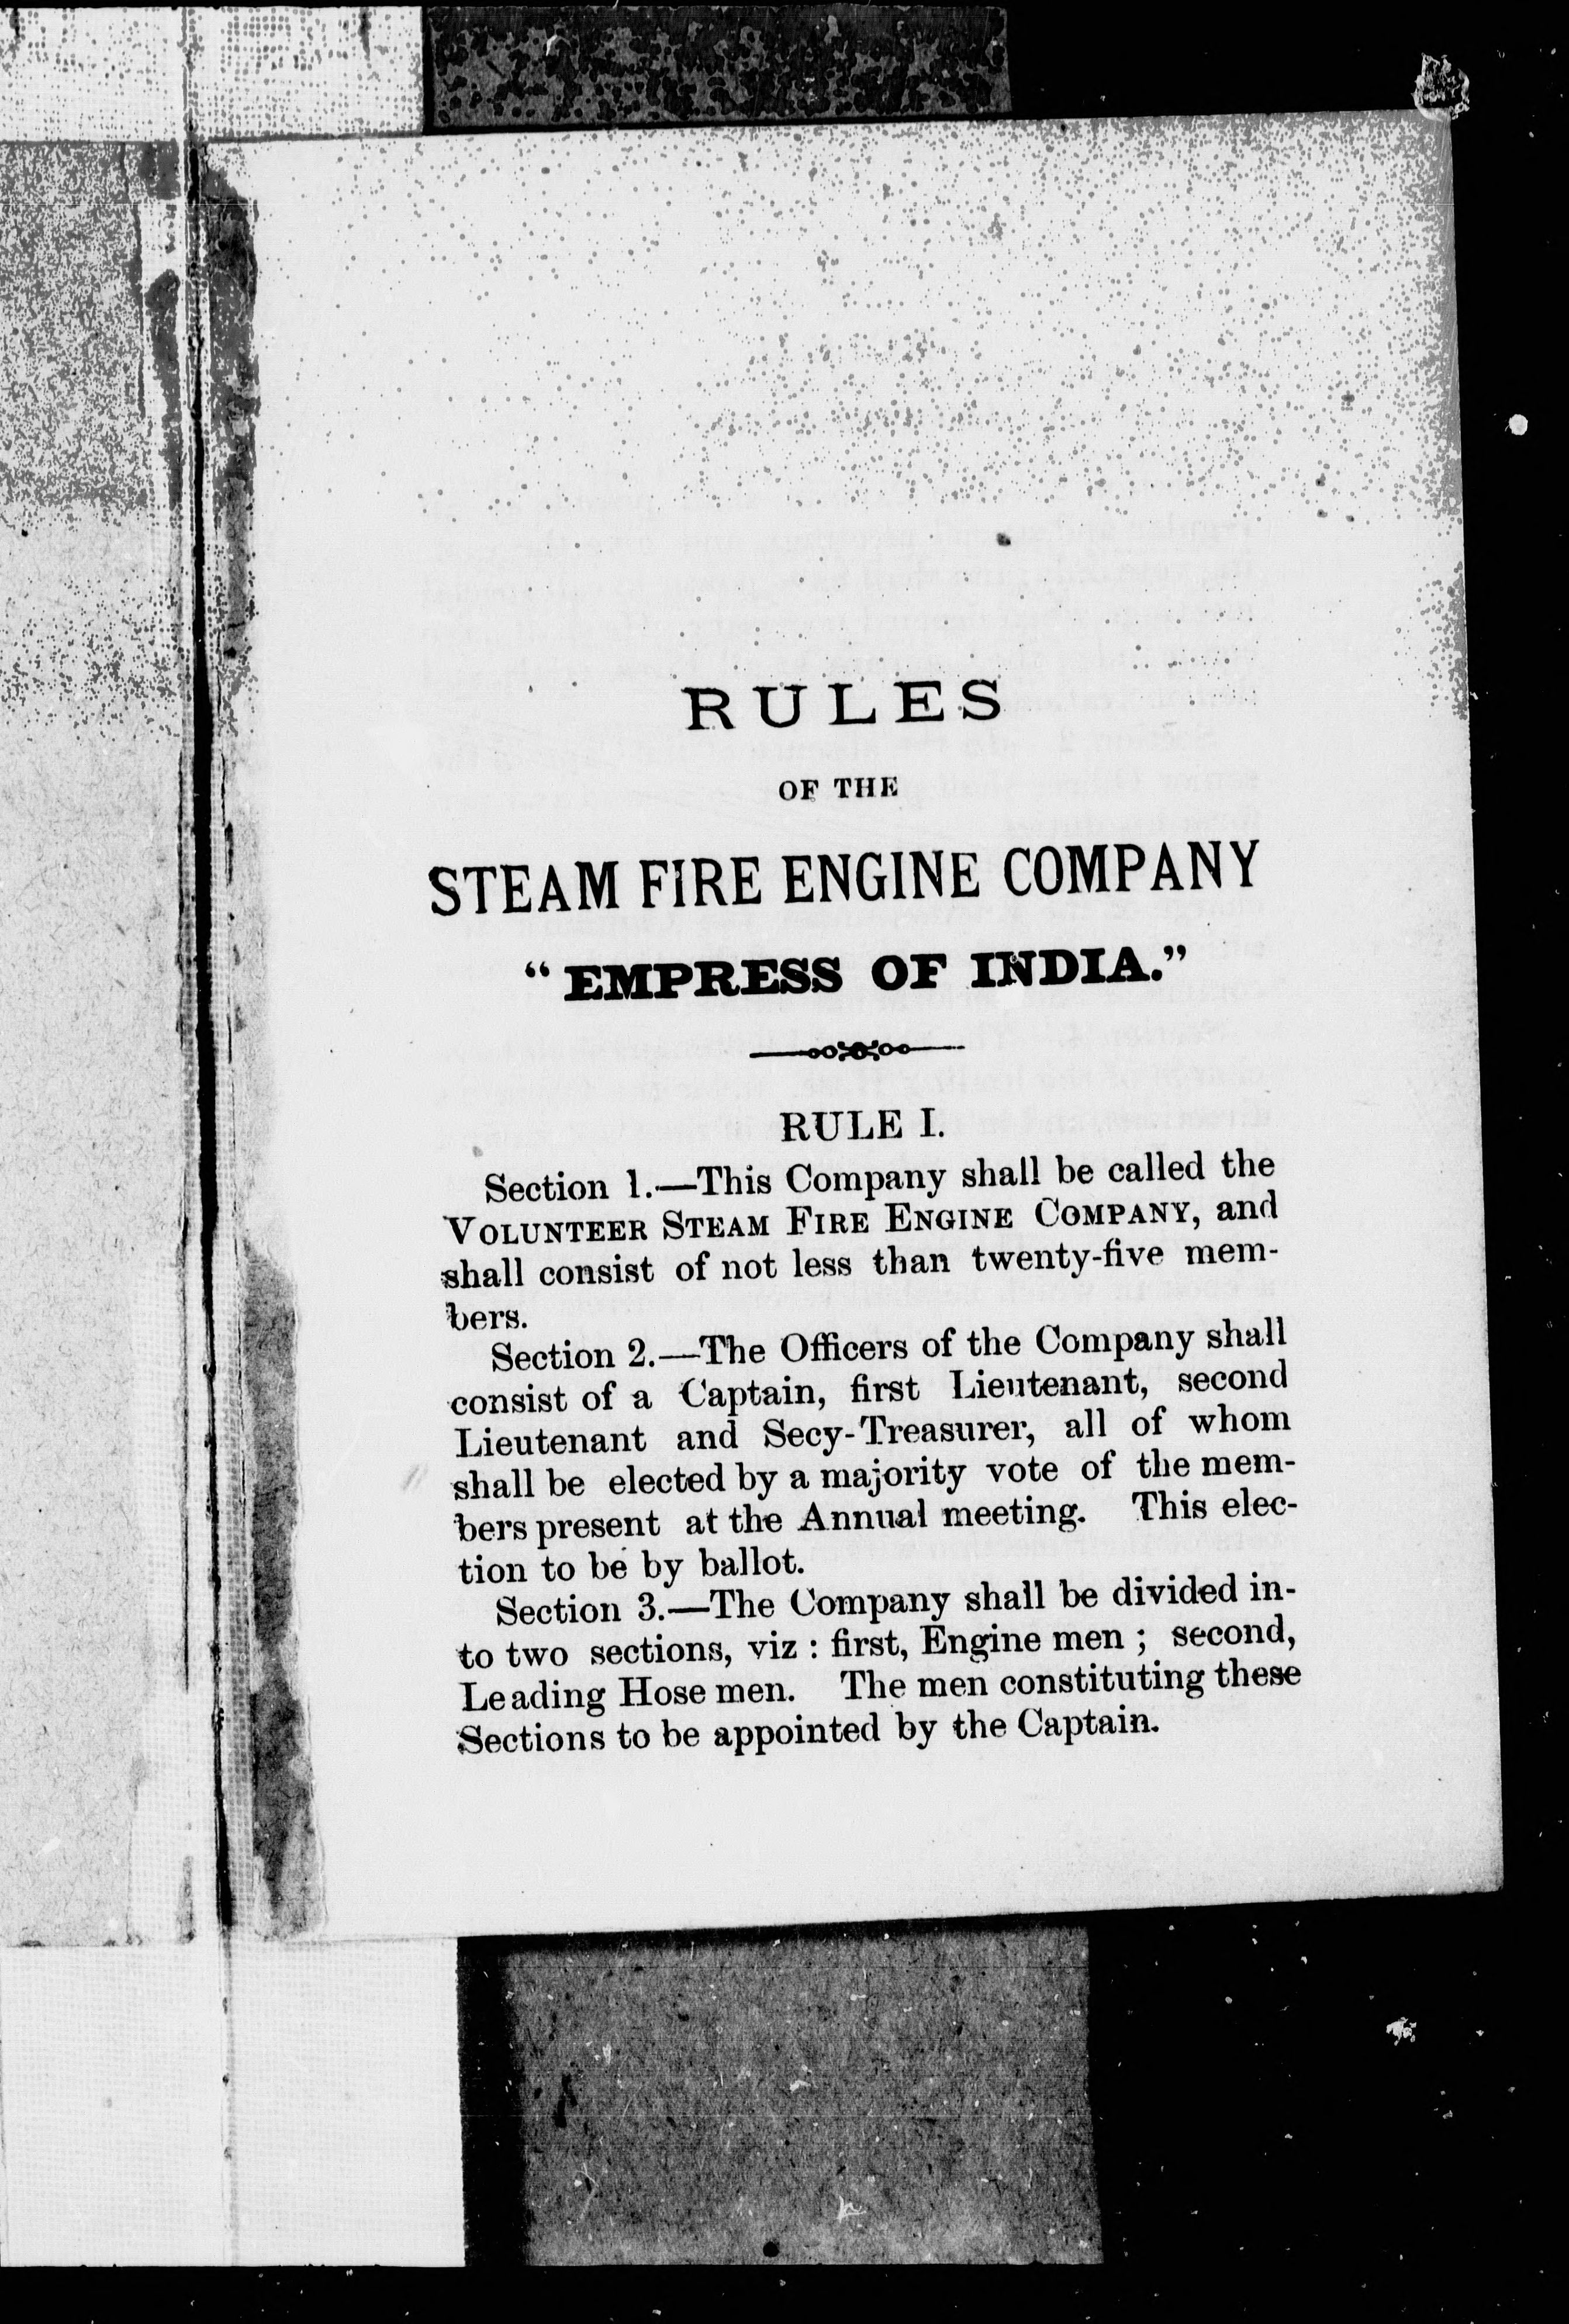 RULES
OF THE
STEAM FIRE ENGINE COMPANY
"EMPRESS OF INDIA."
RULE I.
Section 1.—This Company shall be called the
VOLUNTEER STEAM FIRE ENGINE COMPANY, and
shall consist of not less than twenty-five mem-
bers.
Section 2.—The Officers of the Company shall
consist of a Captain, first Lieutenant, second
Lieutenant and Secy-Treasurer, all of whom
shall be elected by a majority vote of the mem-
bers present at the Annual meeting. This elec-
tion to be by ballot.
Section 3.—The Company shall be divided in-
to two sections, viz : first, Engine men ; second,
Leading Hose men. The men constituting these
Sections to be appointed by the Captain.